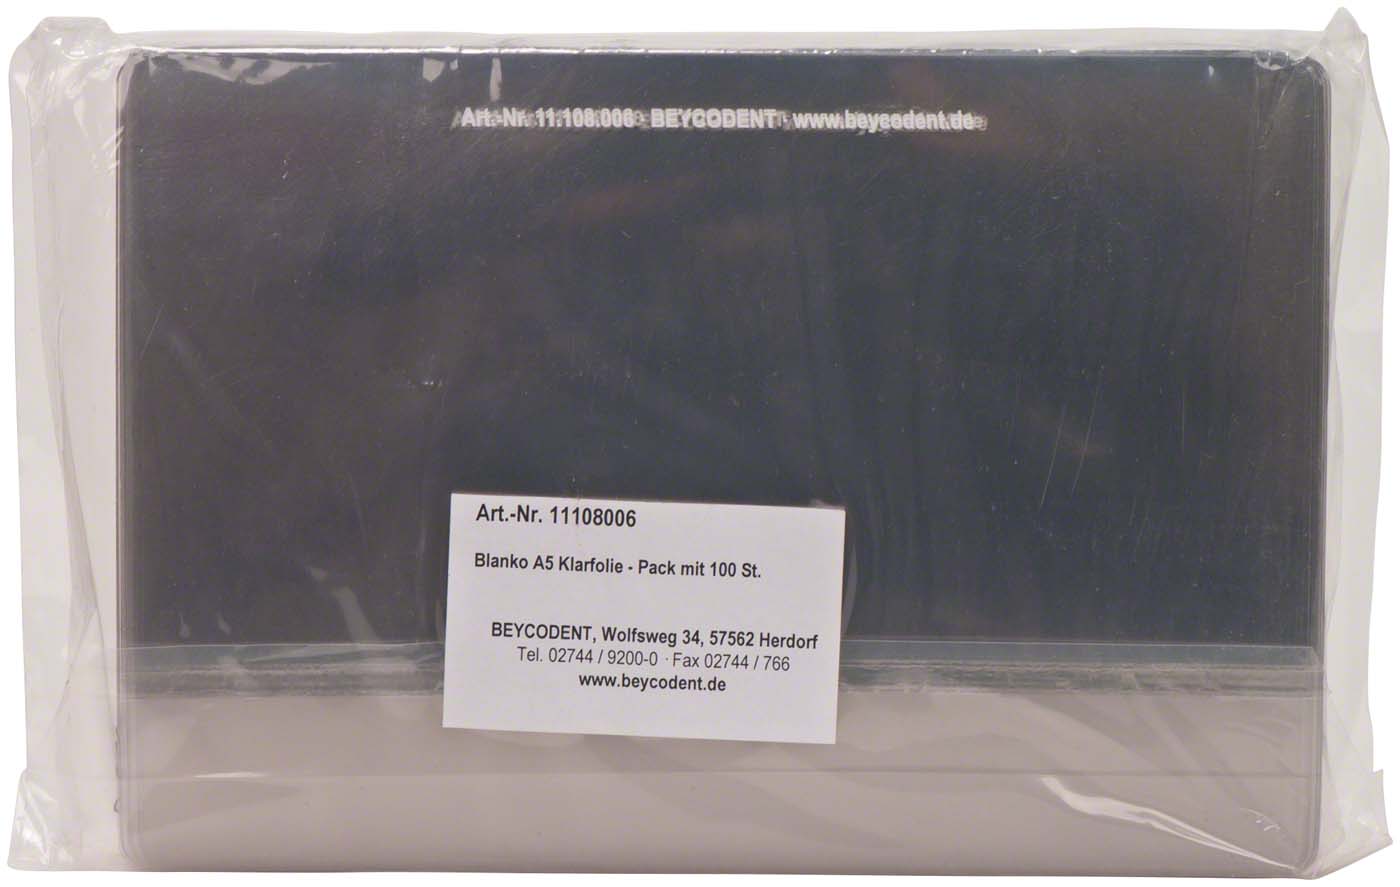 Art.-Nr. 11.108.006 BEYCODENT - www.beycodent.de
Art.-Nr. 11108006
Blanko A5 Klarfolie - Pack mit 100 St.
BEYCODENT, Wolfsweg 34, 57562 Herdorf
Tel. 02744 / 9200-0 · Fax 02744 / 766
www.beycodent.de